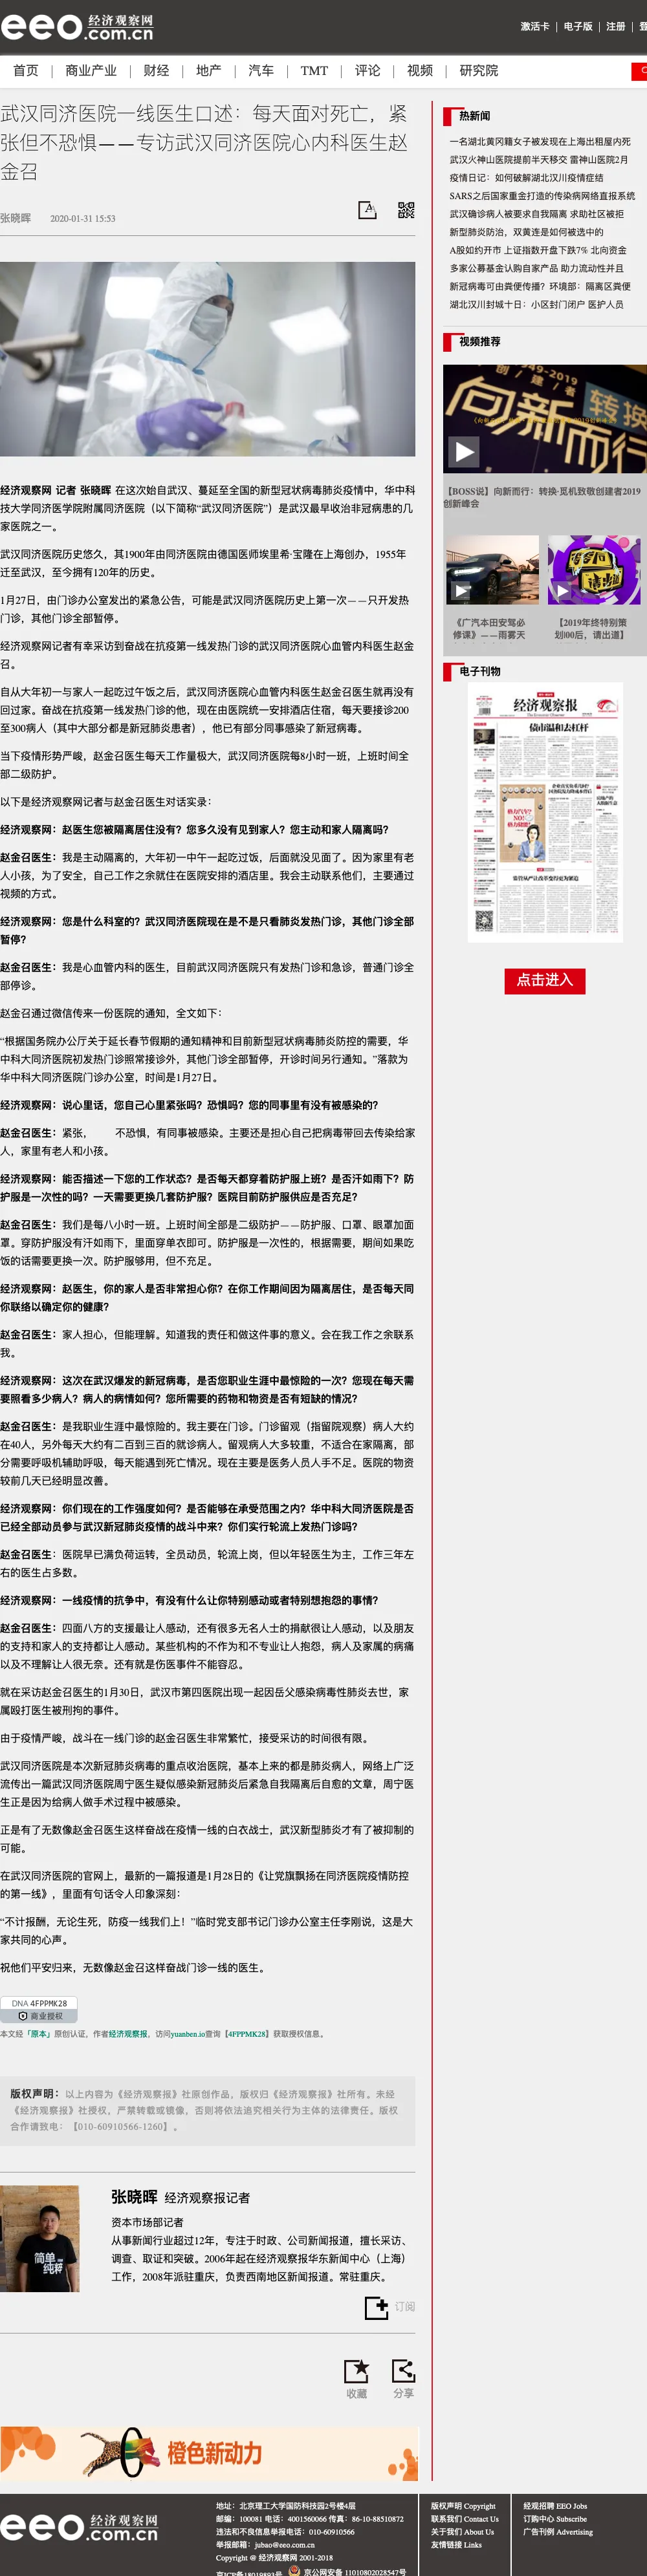 eeo 经济观察网
.com.cn
激活卡 | 电子版 | 注册 |
首页 | 商业产业 | 财经 | 地产 | 汽车 | TMT | 评论 | 视频 | 研究院
武汉同济医院一线医生口述：每天面对死亡，紧
张但不恐惧——专访武汉同济医院心内科医生赵
金召
张晓晖 2020-01-31 15:53
经济观察网 记者 张晓晖 在这次始自武汉、蔓延至全国的新型冠状病毒肺炎疫情中，华中科
技大学同济医学院附属同济医院（以下简称“武汉同济医院”）是武汉最早收治非冠病患的几
家医院之一。
武汉同济医院历史悠久，其1900年由同济医院由德国医师埃里希·宝隆在上海创办，1955年
迁至武汉，至今拥有120年的历史。
1月27日，由门诊办公室发出的紧急公告，可能是武汉同济医院历史上第一次——只开发热
门诊，其他门诊全部暂停。
经济观察网记者有幸采访到奋战在抗疫第一线发热门诊的武汉同济医院心血管内科医生赵金
召。
自从大年初一与家人一起吃过午饭之后，武汉同济医院心血管内科医生赵金召医生就再没有
回过家。奋战在抗疫第一线发热门诊的他，现在由医院统一安排酒店住宿，每天要接诊200
至300病人（其中大部分都是新冠肺炎患者），他已有部分同事感染了新冠病毒。
当下疫情形势严峻，赵金召医生每天工作量极大，武汉同济医院每8小时一班，上班时间全
部二级防护。
以下是经济观察网记者与赵金召医生对话实录：
经济观察网：赵医生您被隔离居住没有？您多久没有见到家人？您主动和家人隔离吗？
赵金召医生：我是主动隔离的，大年初一中午一起吃过饭，后面就没见面了。因为家里有老
人小孩，为了安全，自己工作之余就住在医院安排的酒店里。我会主动联系他们，主要通过
视频的方式。
经济观察网：您是什么科室的？武汉同济医院现在是不是只看肺炎发热门诊，其他门诊全部
暂停？
赵金召医生：我是心血管内科的医生，目前武汉同济医院只有发热门诊和急诊，普通门诊全
部停诊。
赵金召通过微信传来一份医院的通知，全文如下：
“根据国务院办公厅关于延长春节假期的通知精神和目前新型冠状病毒肺炎防控的需要，华
中科大同济医院初发热门诊照常接诊外，其他门诊全部暂停，开诊时间另行通知。”落款为
华中科大同济医院门诊办公室，时间是1月27日。
经济观察网：说心里话，您自己心里紧张吗？恐惧吗？您的同事里有没有被感染的？
赵金召医生：紧张， 不恐惧，有同事被感染。主要还是担心自己把病毒带回去传染给家
人，家里有老人和小孩。
经济观察网：能否描述一下您的工作状态？是否每天都穿着防护服上班？是否汗如雨下？防
护服是一次性的吗？一天需要更换几套防护服？医院目前防护服供应是否充足？
赵金召医生：我们是每八小时一班。上班时间全部是二级防护——防护服、口罩、眼罩加面
罩。穿防护服没有汗如雨下，里面穿单衣即可。防护服是一次性的，根据需要，期间如果吃
饭的话需要更换一次。防护服够用，但不充足。
经济观察网：赵医生，你的家人是否非常担心你？在你工作期间因为隔离居住，是否每天同
你联络以确定你的健康？
赵金召医生：家人担心，但能理解。知道我的责任和做这件事的意义。会在我工作之余联系
我。
经济观察网：这次在武汉爆发的新冠病毒，是否您职业生涯中最惊险的一次？您现在每天需
要照看多少病人？病人的病情如何？您所需要的药物和物资是否有短缺的情况？
赵金召医生：是我职业生涯中最惊险的。我主要在门诊。门诊留观（指留院观察）病人大约
在40人，另外每天大约有二百到三百的就诊病人。留观病人大多较重，不适合在家隔离，部
分需要呼吸机辅助呼吸，每天能遇到死亡情况。现在主要是医务人员人手不足。医院的物资
较前几天已经明显改善。
经济观察网：你们现在的工作强度如何？是否能够在承受范围之内？华中科大同济医院是否
已经全部动员参与武汉新冠肺炎疫情的战斗中来？你们实行轮流上发热门诊吗？
赵金召医生：医院早已满负荷运转，全员动员，轮流上岗，但以年轻医生为主，工作三年左
右的医生占多数。
经济观察网：一线疫情的抗争中，有没有什么让你特别感动或者特别想抱怨的事情？
赵金召医生：四面八方的支援最让人感动，还有很多无名人士的捐献很让人感动，以及朋友
的支持和家人的支持都让人感动。某些机构的不作为和不专业让人抱怨，病人及家属的病痛
以及不理解让人很无奈。还有就是伤医事件不能容忍。
就在采访赵金召医生的1月30日，武汉市第四医院出现一起因岳父感染病毒性肺炎去世，家
属殴打医生被刑拘的事件。
由于疫情严峻，战斗在一线门诊的赵金召医生非常繁忙，接受采访的时间很有限。
武汉同济医院是本次新冠肺炎病毒的重点收治医院，基本上来的都是肺炎病人，网络上广泛
流传出一篇武汉同济医院周宁医生疑似感染新冠肺炎后紧急自我隔离后自愈的文章，周宁医
生正是因为给病人做手术过程中被感染。
正是有了无数像赵金召医生这样奋战在疫情一线的白衣战士，武汉新型肺炎才有了被抑制的
可能。
在武汉同济医院的官网上，最新的一篇报道是1月28日的《让党旗飘扬在同济医院疫情防控
的第一线》，里面有句话令人印象深刻：
“不计报酬，无论生死，防疫一线我们上！”临时党支部书记门诊办公室主任李刚说，这是大
家共同的心声。
祝他们平安归来，无数像赵金召这样奋战门诊一线的医生。
DNA 4FPPMK28
商业授权
本文经「原本」原创认证，作者经济观察报，访问yuanben.io查询【4FPPMK28】获取授权信息。
版权声明：以上内容为《经济观察报》社原创作品，版权归《经济观察报》社所有。未经
《经济观察报》社授权，严禁转载或镜像，否则将依法追究相关行为主体的法律责任。版权
合作请致电：【010-60910566-1260】。
张晓晖 经济观察报记者
资本市场部记者
从事新闻行业超过12年，专注于时政、公司新闻报道，擅长采访、
调查、取证和突破。2006年起在经济观察报华东新闻中心（上海）
工作，2008年派驻重庆，负责西南地区新闻报道。常驻重庆。
简单
纯粹
订阅
收藏 分享
橙色新动力
热新闻
一名湖北黄冈籍女子被发现在上海出租屋内死
武汉火神山医院提前半天移交 雷神山医院2月
疫情日记：如何破解湖北汉川疫情症结
SARS之后国家重金打造的传染病网络直报系统
武汉确诊病人被要求自我隔离 求助社区被拒
新型肺炎防治，双黄连是如何被选中的
A股如约开市 上证指数开盘下跌7% 北向资金
多家公募基金认购自家产品 助力流动性并且
新冠病毒可由粪便传播？环境部：隔离区粪便
湖北汉川封城十日：小区封门闭户 医护人员
视频推荐
向新而行
转换
【BOSS说】向新而行：转换·觅机致敬创建者2019
创新峰会
《广汽本田安驾必
修课》——雨雾天
【2019年终特别策
划|00后，请出道】
电子刊物
经济观察报
债市温和去杠杆
点击进入
eeo 经济观察网
.com.cn
地址：北京理工大学国防科技园2号楼4层
邮编：100081 电话：4001560066 传真：86-10-88510872
违法和不良信息举报电话：010-60910566
举报邮箱：jubao@eeo.com.cn
Copyright @ 经济观察网 2001-2018
京ICP备18019893号 京公网安备 11010802028547号
版权声明 Copyright
联系我们 Contact Us
关于我们 About Us
友情链接 Links
经观招聘 EEO Jobs
订购中心 Subscribe
广告刊例 Advertising